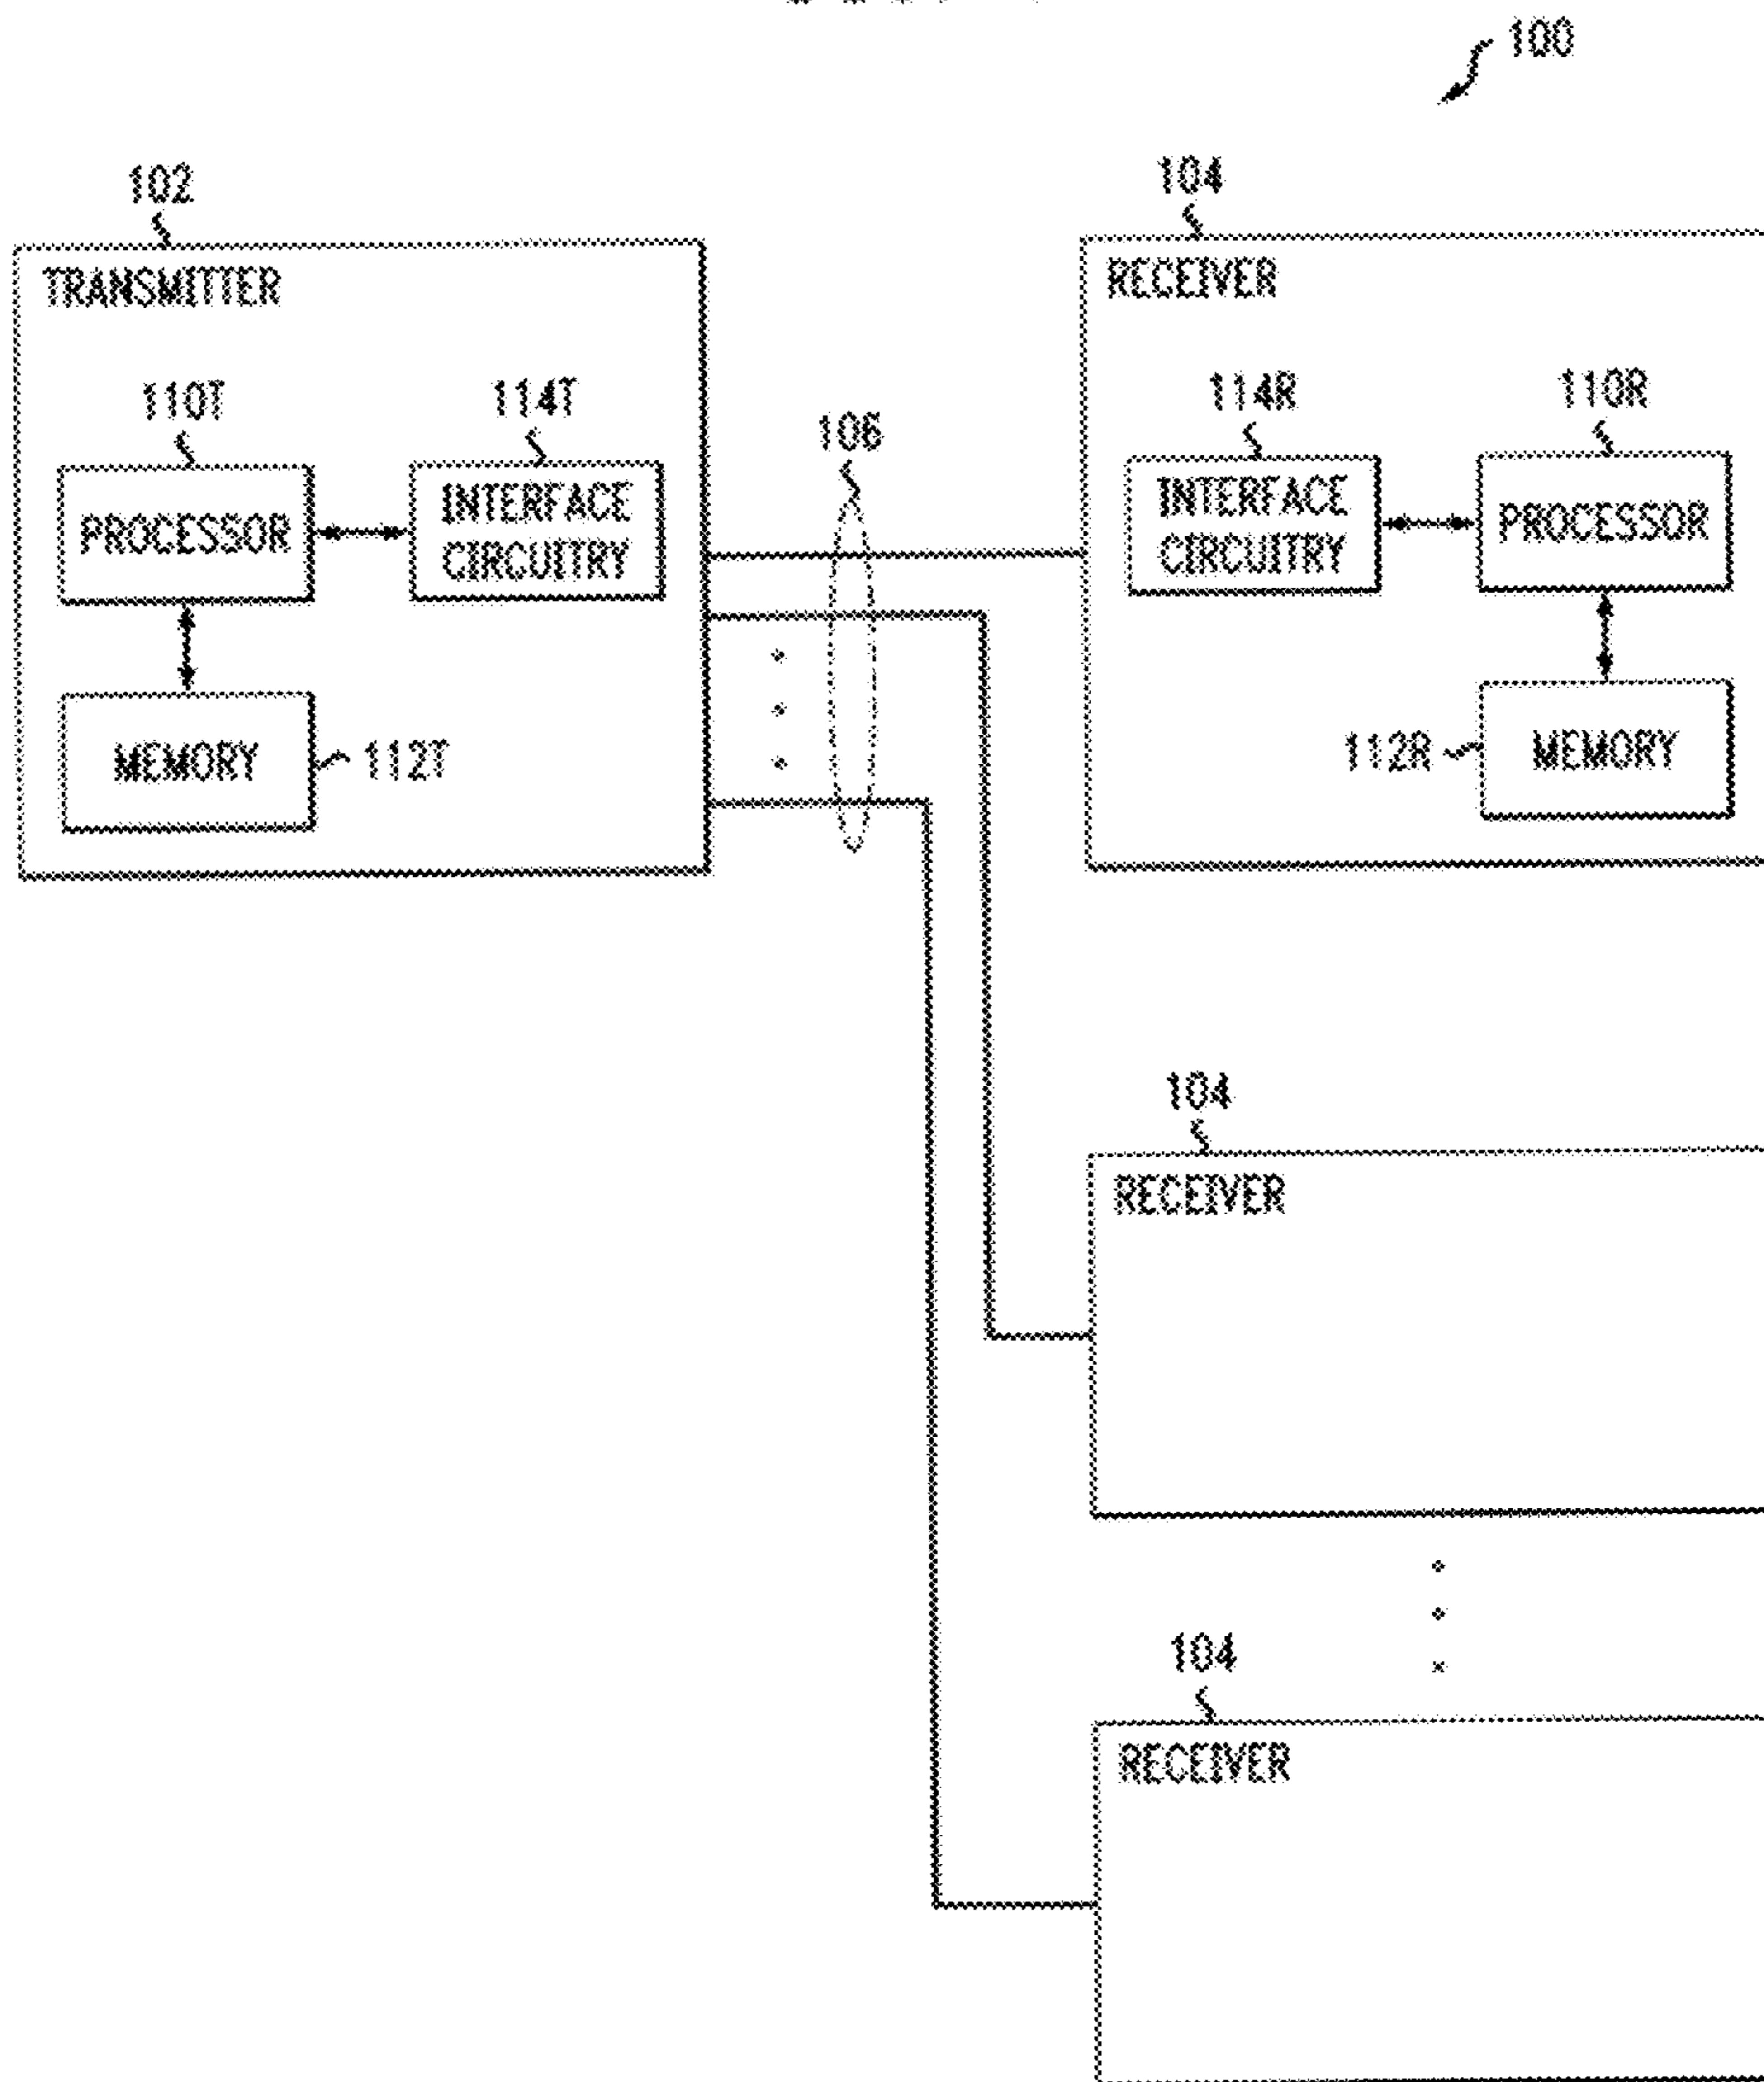 100
102
104
TRANSMITTER
RECEIVER
110T
114T
106
114R
110R
PROCESSOR
INTERFACE
CIRCUITRY
INTERFACE
CIRCUITRY
PROCESSOR
MEMORY
112T
112R
MEMORY
104
RECEIVER
104
RECEIVER